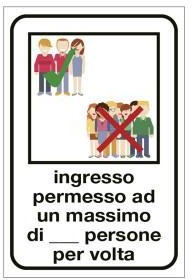 ingresso
permesso ad
un massimo
di ___ persone
per volta